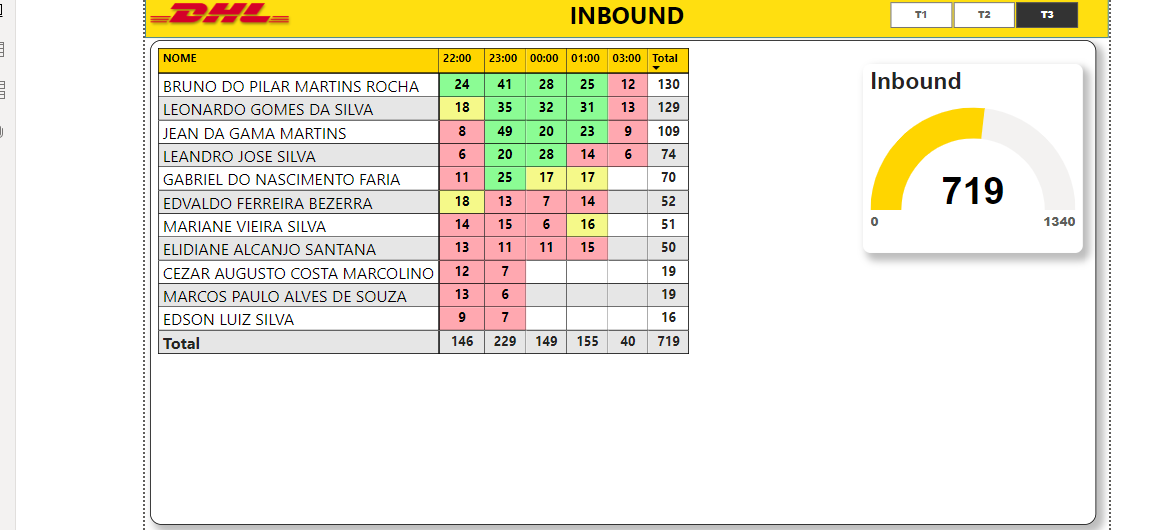 DHL
INBOUND
T1 T2 T3
NOME 22:00 23:00 00:00 01:00 03:00 Total
BRUNO DO PILAR MARTINS ROCHA 24 41 28 25 12 130
LEONARDO GOMES DA SILVA 18 35 32 31 13 129
JEAN DA GAMA MARTINS 8 49 20 23 9 109
LEANDRO JOSE SILVA 6 20 28 14 6 74
GABRIEL DO NASCIMENTO FARIA 11 25 17 17 70
EDVALDO FERREIRA BEZERRA 18 13 7 14 52
MARIANE VIEIRA SILVA 14 15 6 16 51
ELIDIANE ALCANJO SANTANA 13 11 11 15 50
CEZAR AUGUSTO COSTA MARCOLINO 12 7 19
MARCOS PAULO ALVES DE SOUZA 13 6 19
EDSON LUIZ SILVA 9 7 16
Total 146 229 149 155 40 719
Inbound
719
0 1340